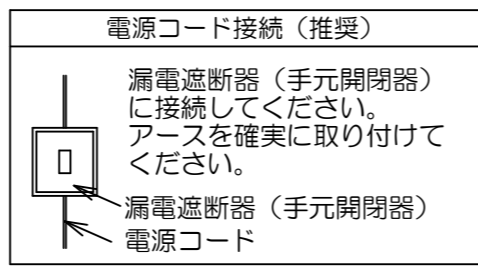 電源コード接続（推奨）
漏電遮断器（手元開閉器）
に接続してください。
アースを確実に取り付けて
ください。
漏電遮断器（手元開閉器）
電源コード